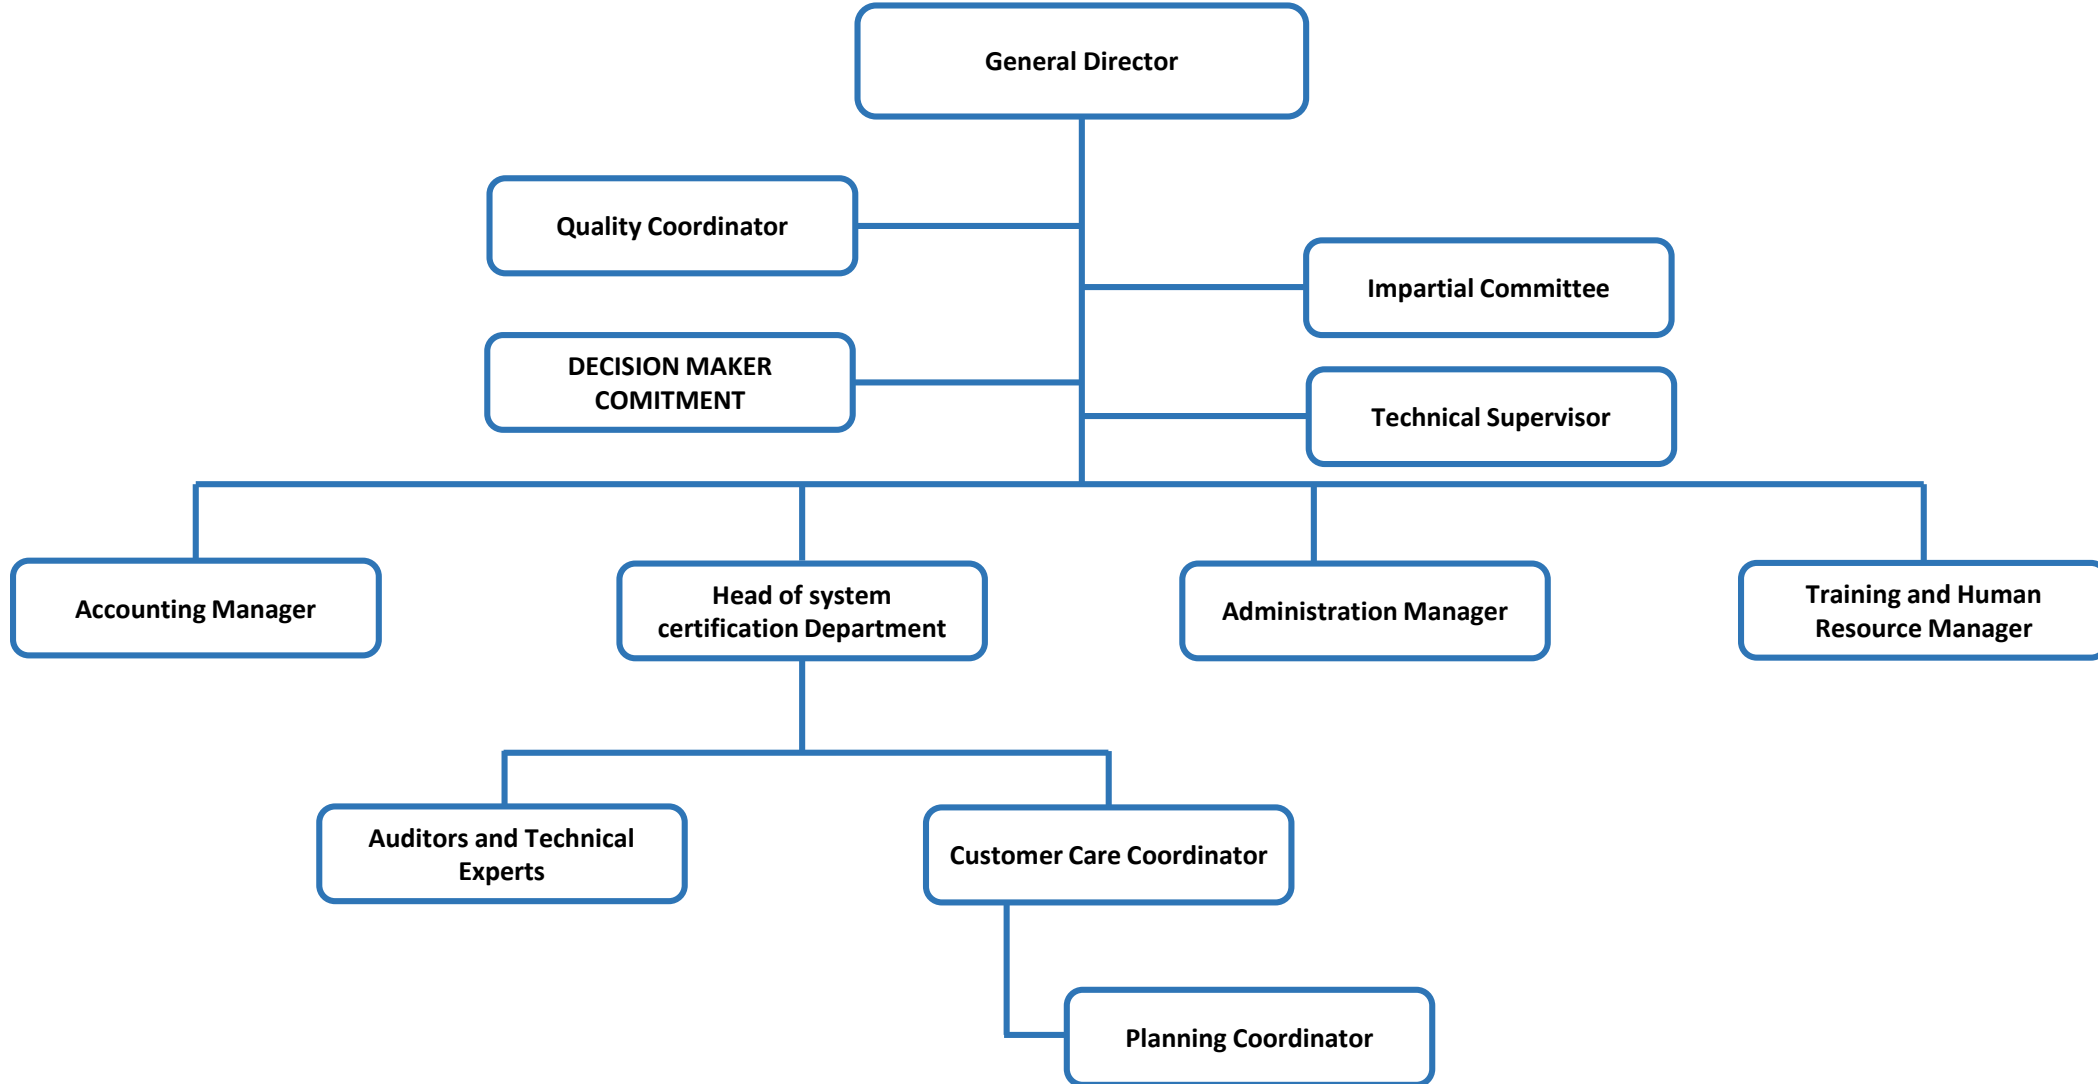 General Director
Quality Coordinator
Impartial Committee
DECISION MAKER
COMITMENT
Technical Supervisor
Accounting Manager
Head of system
certification Department
Administration Manager
Training and Human
Resource Manager
Auditors and Technical
Experts
Customer Care Coordinator
Planning Coordinator